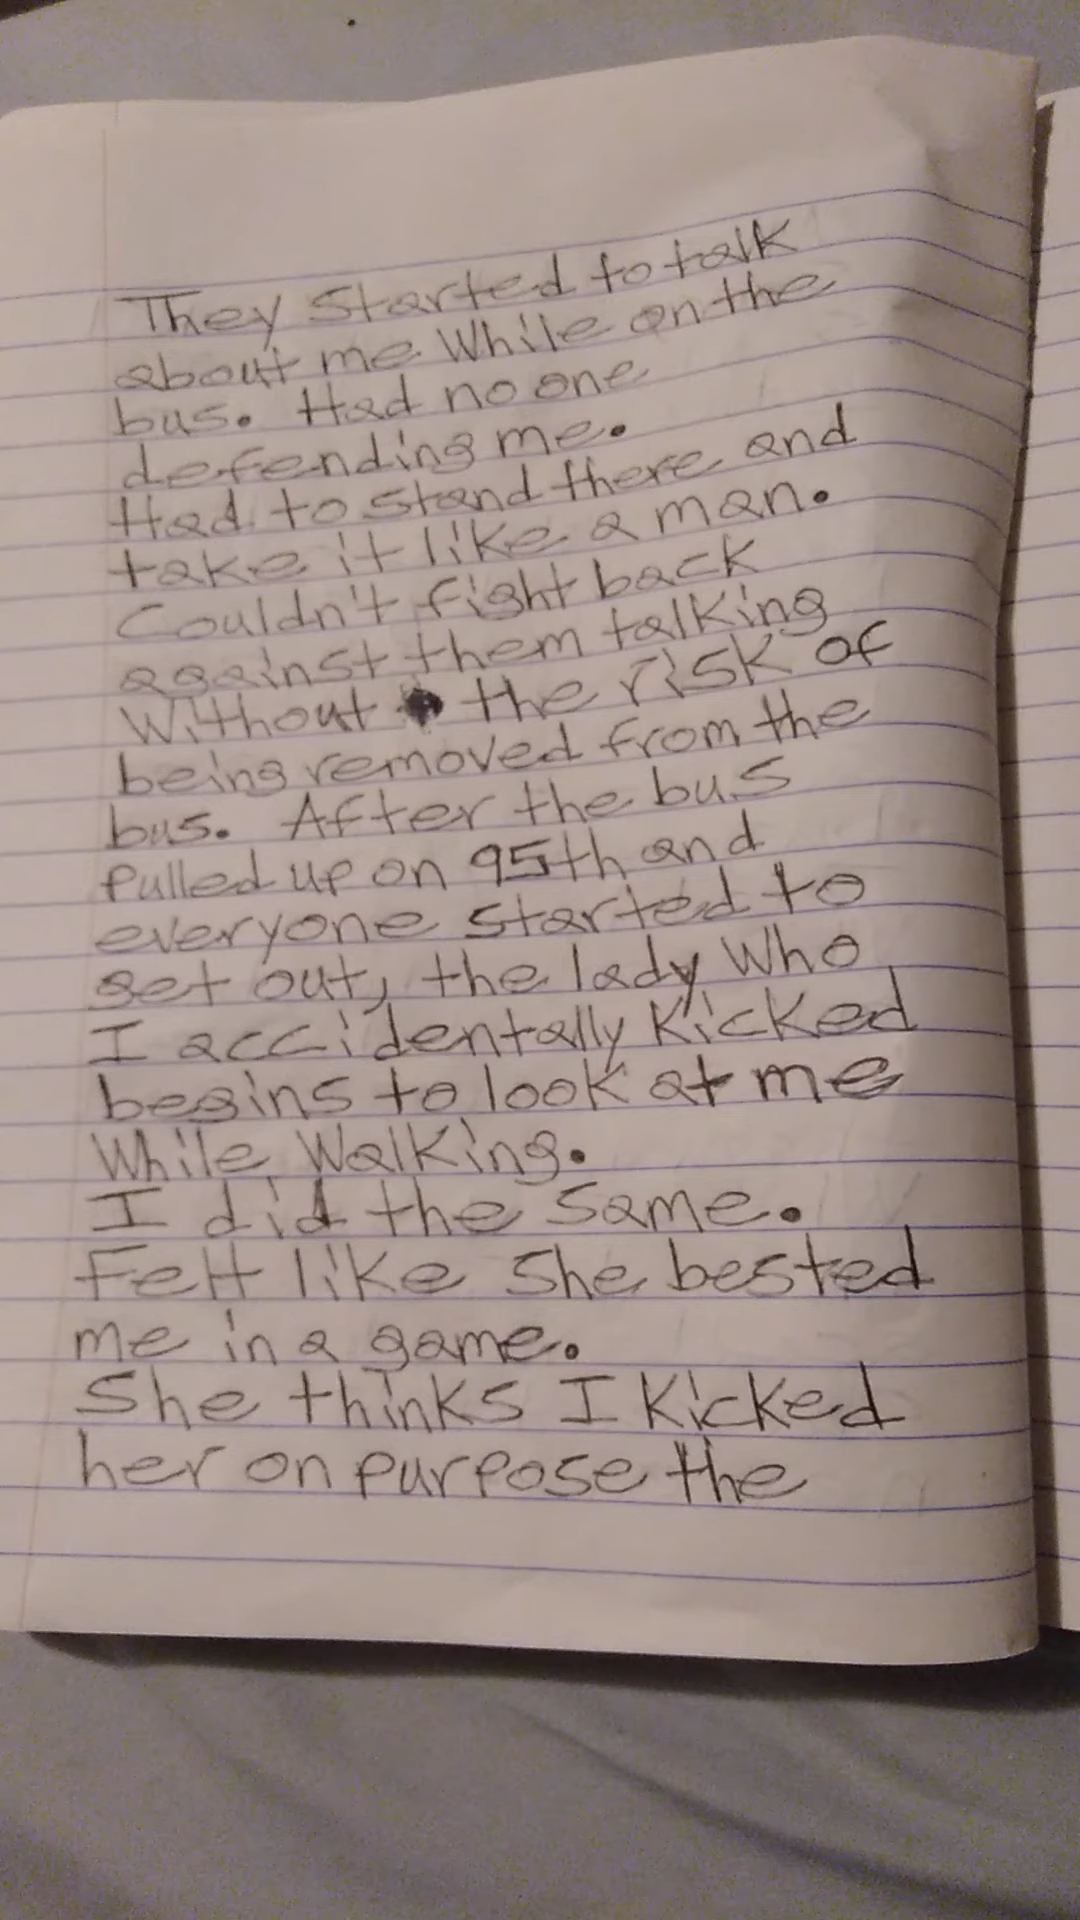 They Started to talk
about me While on the
bus. Had no one
defending me.
Had to stand there and
take it like a man.
Couldn't fight back
against them talking
Without the risk of
being removed from the
bus. After the bus
Pulled up on 95th and
everyone started to
get out, the lady Who
I accidentally Kicked
begins to look at me
While Walking.
I did the same.
Felt like She bested
me in a game.
She thinks I Kicked
her on purpose the